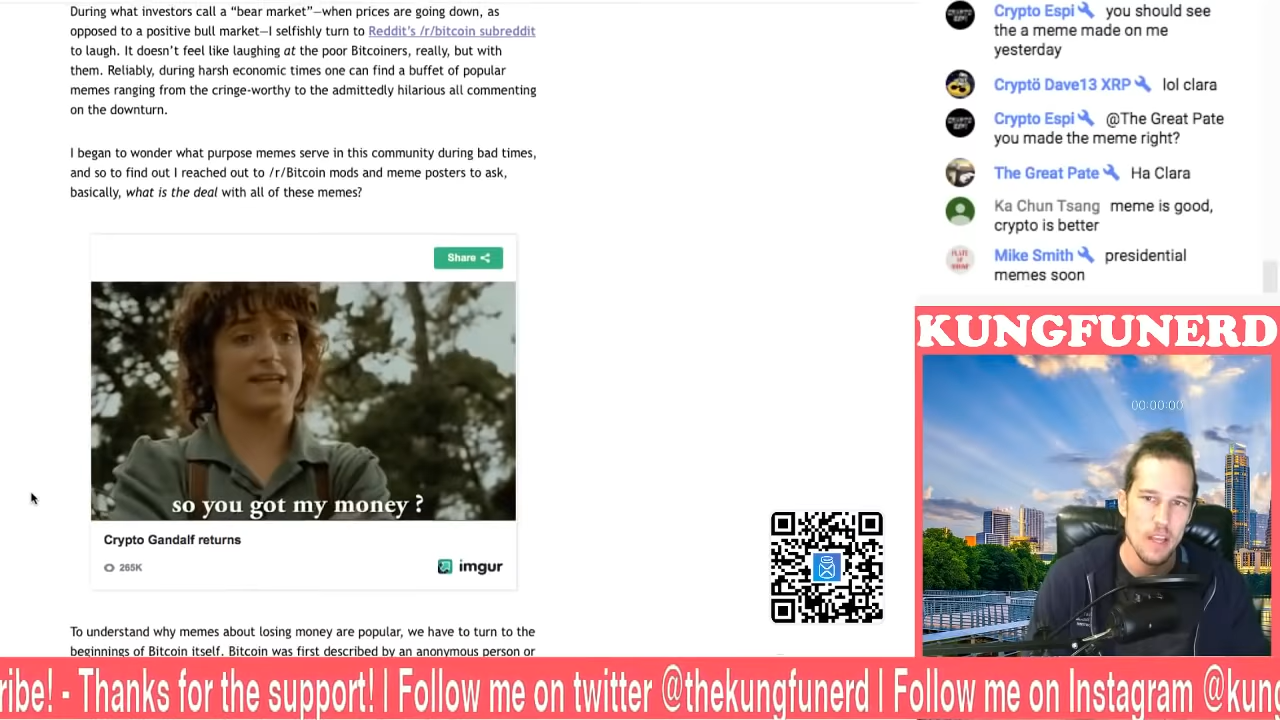 During what investors call a “bear market”—when prices are going down, as
opposed to a positive bull market—I selfishly turn to Reddit’s /r/bitcoin subreddit
to laugh. It doesn’t feel like laughing at the poor Bitcoiners, really, but with
them. Reliably, during harsh economic times one can find a buffet of popular
memes ranging from the cringe-worthy to the admittedly hilarious all commenting
on the downturn.
I began to wonder what purpose memes serve in this community during bad times,
and so to find out I reached out to /r/Bitcoin mods and meme posters to ask,
basically, what is the deal with all of these memes?
Share
so you got my money ?
Crypto Gandalf returns
265K
imgur
To understand why memes about losing money are popular, we have to turn to the
beginnings of Bitcoin itself. Bitcoin was first described by an anonymous person or
Crypto Espi you should see
the a meme made on me
yesterday
Cryptö Dave13 XRP lol clara
Crypto Espi @The Great Pate
you made the meme right?
The Great Pate Ha Clara
Ka Chun Tsang meme is good,
crypto is better
Mike Smith presidential
memes soon
KUNGFUNERD
00:00:00
ribe! - Thanks for the support! | Follow me on twitter @thekungfunerd | Follow me on Instagram @kung